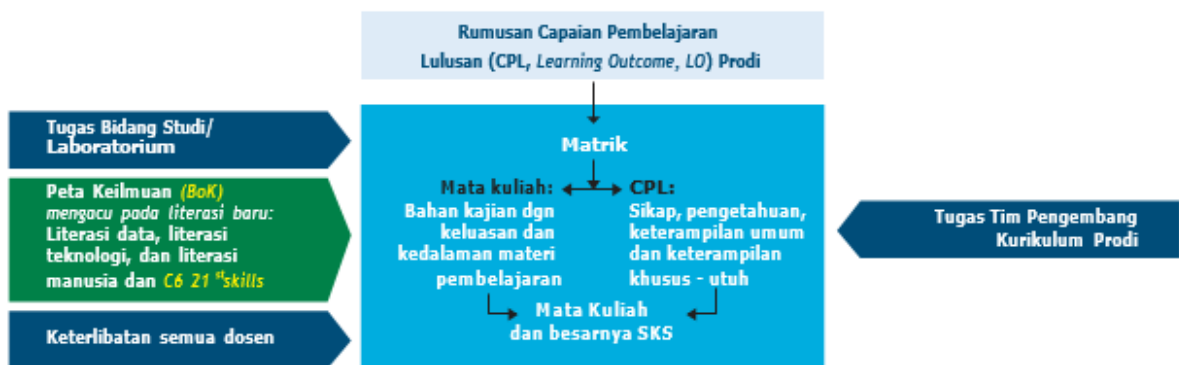 Rumusan Capaian Pembelajaran
Lulusan (CPL, Learning Outcome, LO) Prodi
Tugas Bidang Studi/
Laboratorium
Peta Keilmuan (BoK)
mengacu pada literasi baru:
Literasi data, literasi
teknologi, dan literasi
manusia dan C6 21 st skills
Keterlibatan semua dosen
Matrik
Mata kuliah:
Bahan kajian dgn
keluasan dan
kedalaman materi
pembelajaran
CPL:
Sikap, pengetahuan,
keterampilan umum
dan keterampilan
khusus - utuh
Mata Kuliah
dan besarnya SKS
Tugas Tim Pengembang
Kurikulum Prodi